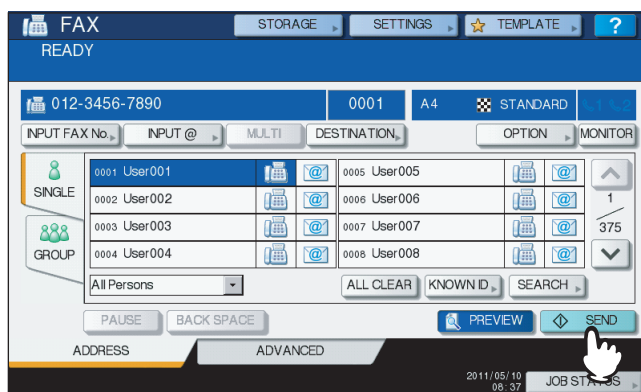 FAX STORAGE SETTINGS TEMPLATE ?
READY
012-3456-7890 0001 A4 STANDARD L1 L2
INPUT FAX No. INPUT @ MULTI DESTINATION OPTION MONITOR
SINGLE
GROUP
0001 User001 @ 0005 User005 @
0002 User002 @ 0006 User006 @
0003 User003 @ 0007 User007 @
0004 User004 @ 0008 User008 @
1
375
All Persons ALL CLEAR KNOWN ID SEARCH
PAUSE BACK SPACE PREVIEW SEND
ADDRESS ADVANCED
2011/05/10
08:37
JOB STATUS